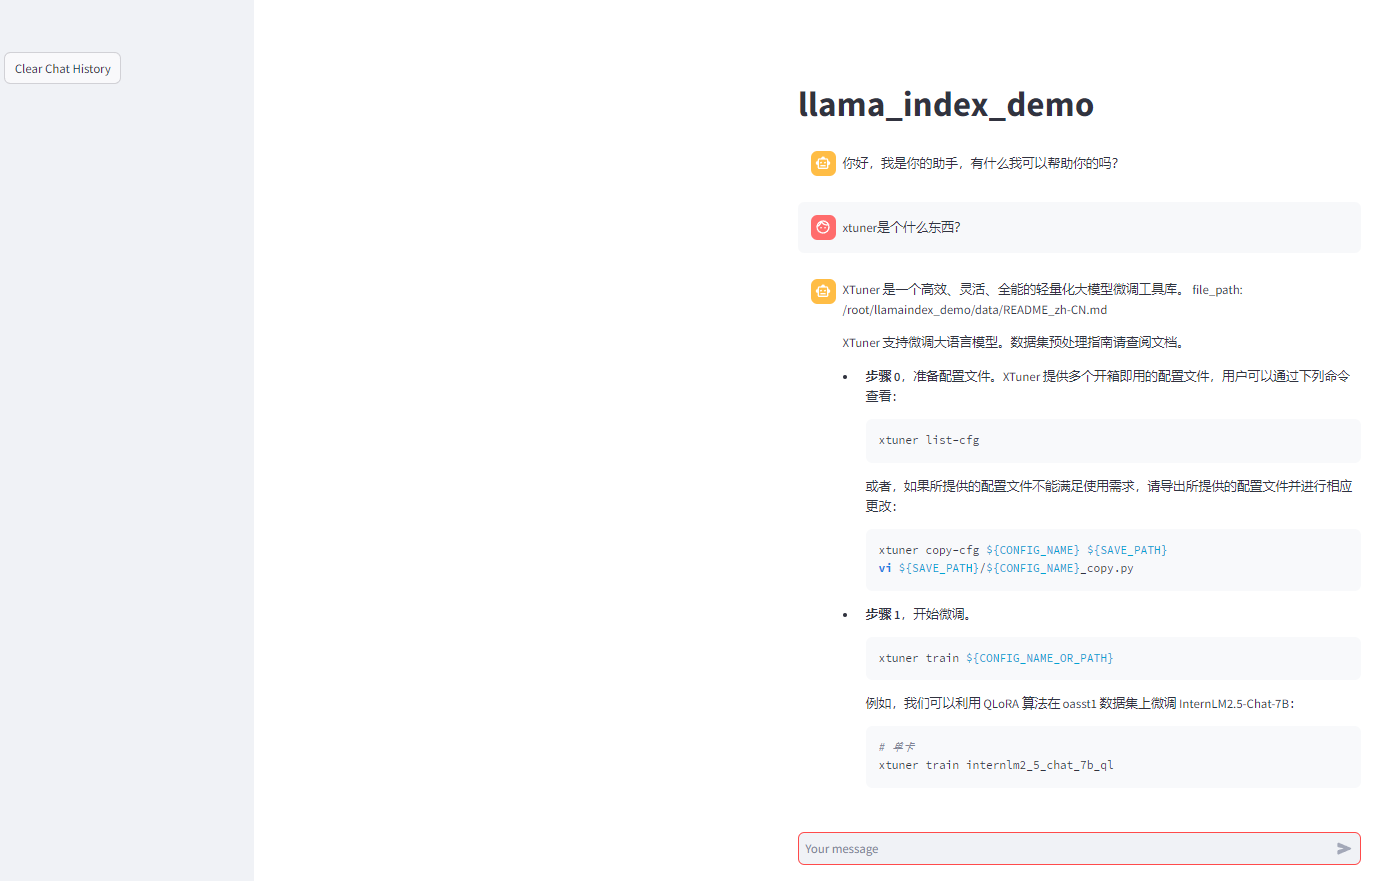 Clear Chat History
llama_index_demo
你好，我是你的助手，有什么我可以帮助你的吗？
xtuner是个什么东西？
XTuner 是一个高效、灵活、全能的轻量化大模型微调工具库。 file_path:
/root/llamaindex_demo/data/README_zh-CN.md
XTuner 支持微调大语言模型。数据集预处理指南请查阅文档。
• 步骤 0，准备配置文件。XTuner 提供多个开箱即用的配置文件，用户可以通过下列命令
查看：
xtuner list-cfg
或者，如果所提供的配置文件不能满足使用需求，请导出所提供的配置文件并进行相应
更改：
xtuner copy-cfg ${CONFIG_NAME} ${SAVE_PATH}
vi ${SAVE_PATH}/${CONFIG_NAME}_copy.py
• 步骤 1，开始微调。
xtuner train ${CONFIG_NAME_OR_PATH}
例如，我们可以利用 QLoRA 算法在 oasst1 数据集上微调 InternLM2.5-Chat-7B：
# 单卡
xtuner train internlm2_5_chat_7b_ql
Your message